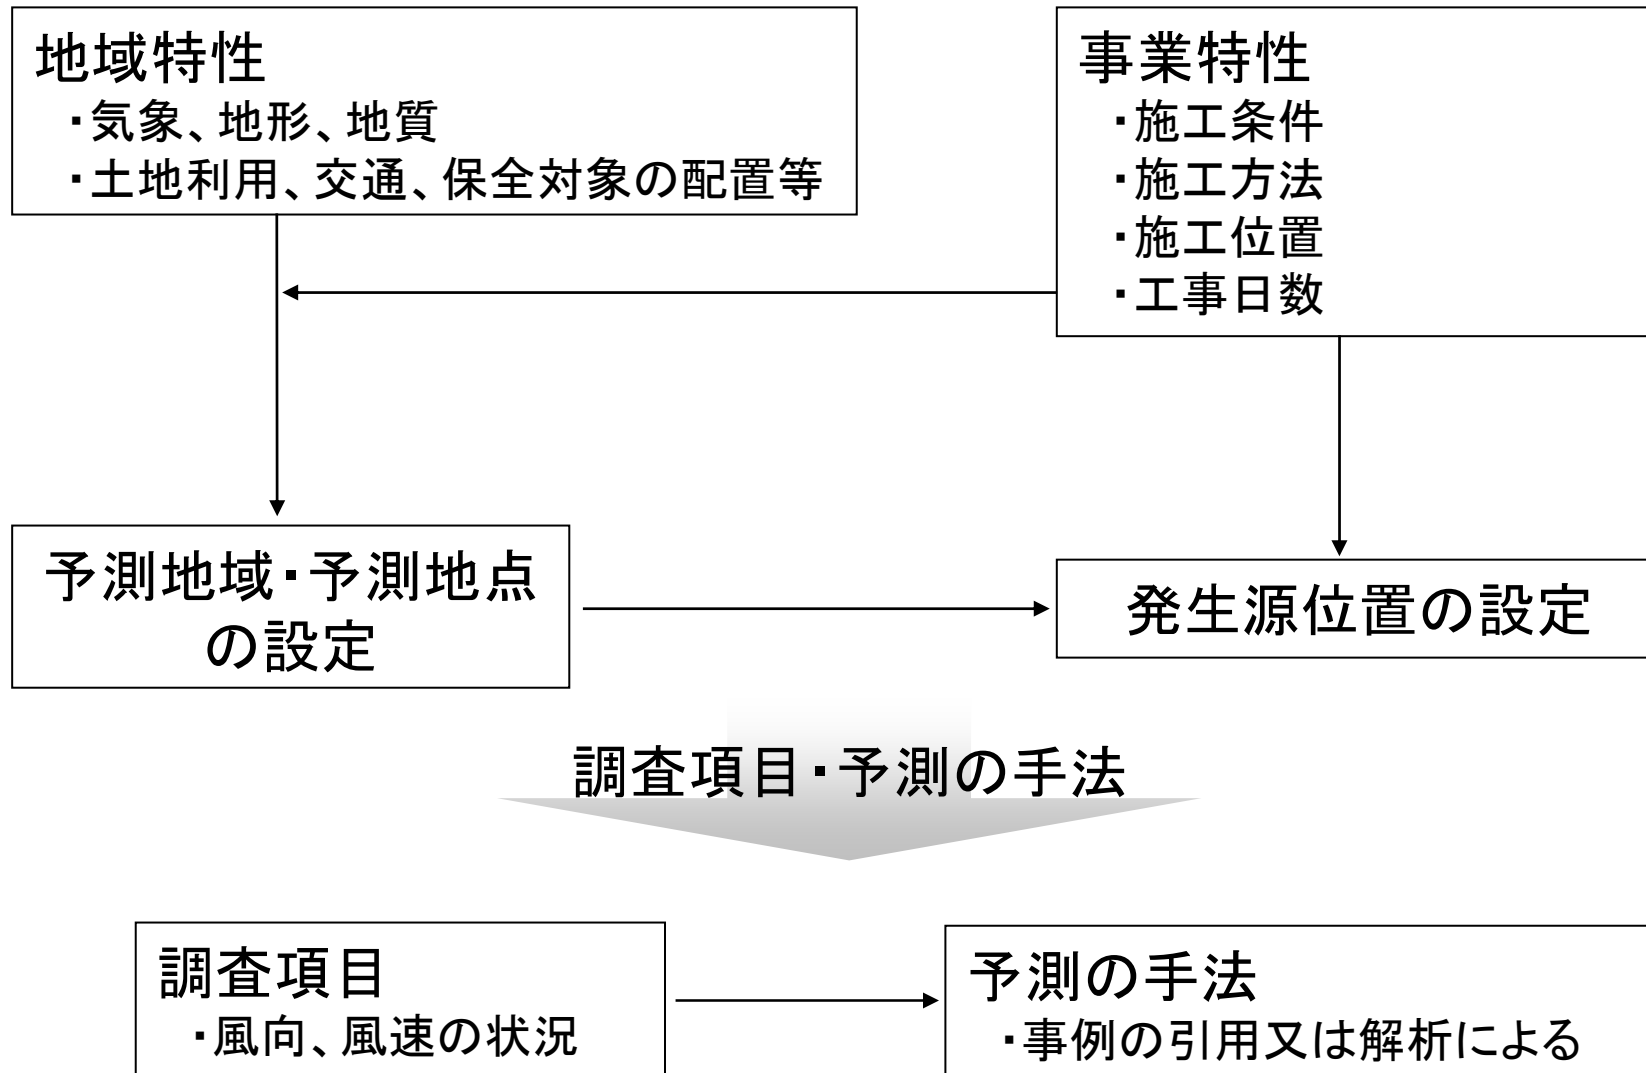 地域特性
・気象、地形、地質
・土地利用、交通、保全対象の配置等
事業特性
・施工条件
・施工方法
・施工位置
・工事日数
予測地域・予測地点
の設定
発生源位置の設定
調査項目・予測の手法
調査項目
・風向、風速の状況
予測の手法
・事例の引用又は解析による